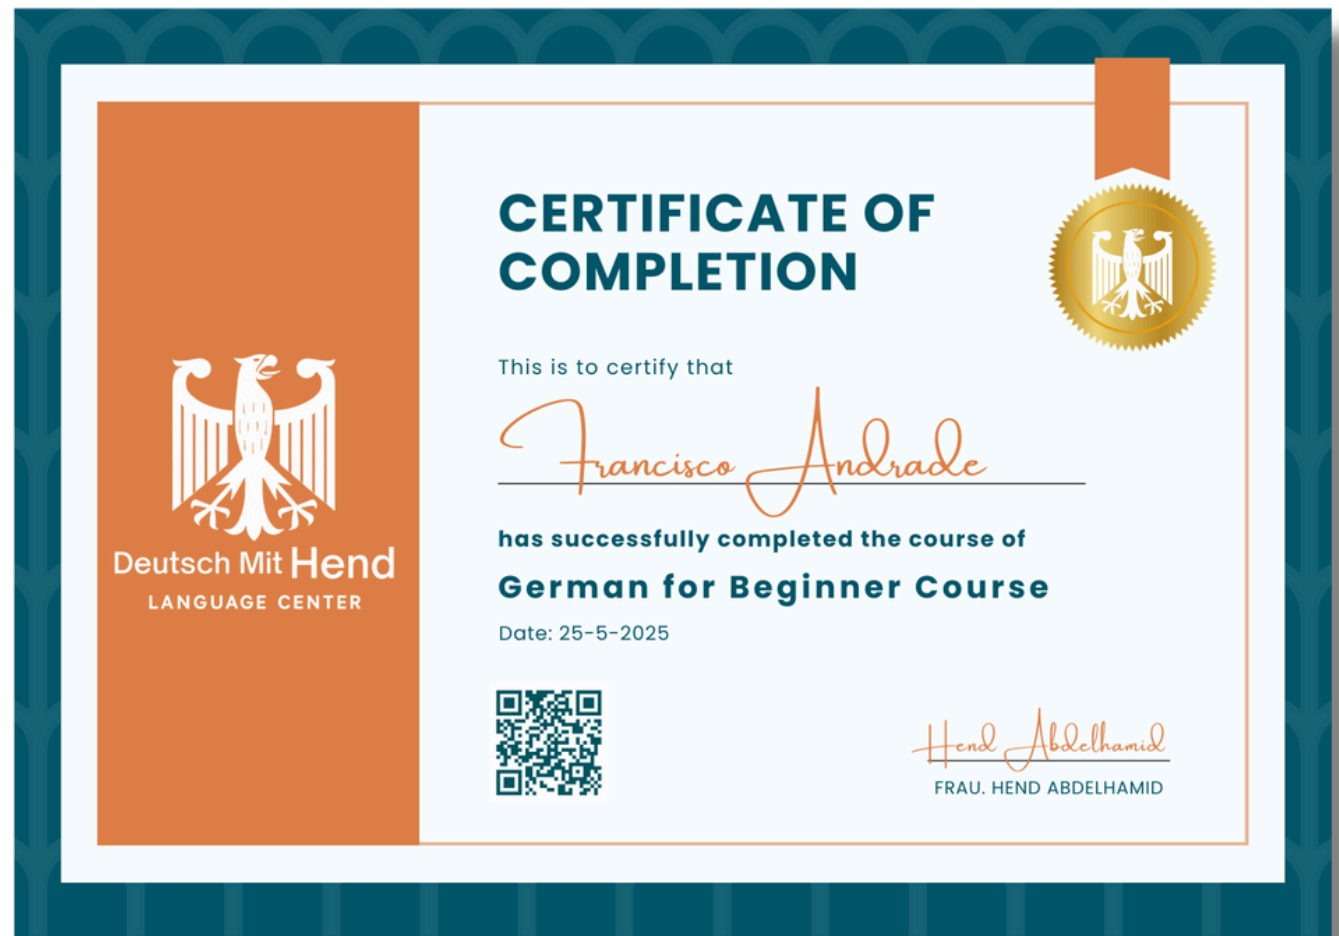 CERTIFICATE OF
COMPLETION
This is to certify that
Francisco Andrade
has successfully completed the course of
German for Beginner Course
Date: 25-5-2025
Deutsch Mit Hend
LANGUAGE CENTER
Hend Abdelhamid
FRAU. HEND ABDELHAMID